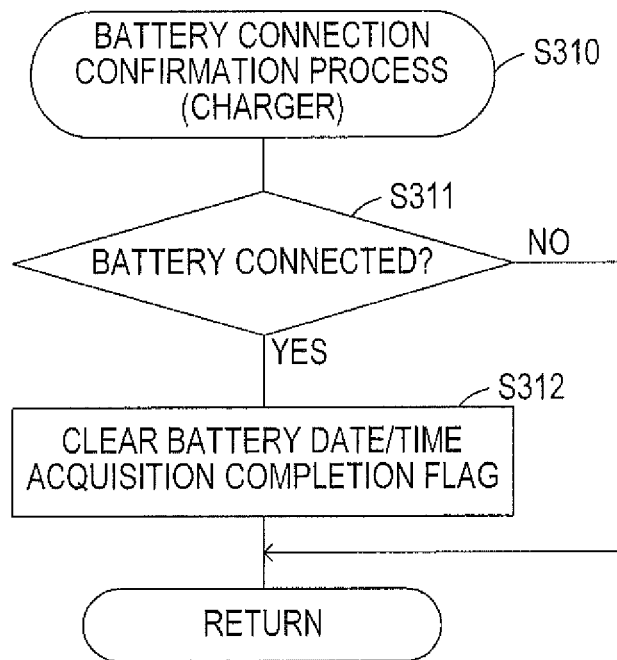 BATTERY CONNECTION
CONFIRMATION PROCESS
(CHARGER)
S310
S311
BATTERY CONNECTED?
NO
YES
S312
CLEAR BATTERY DATE/TIME
ACQUISITION COMPLETION FLAG
RETURN